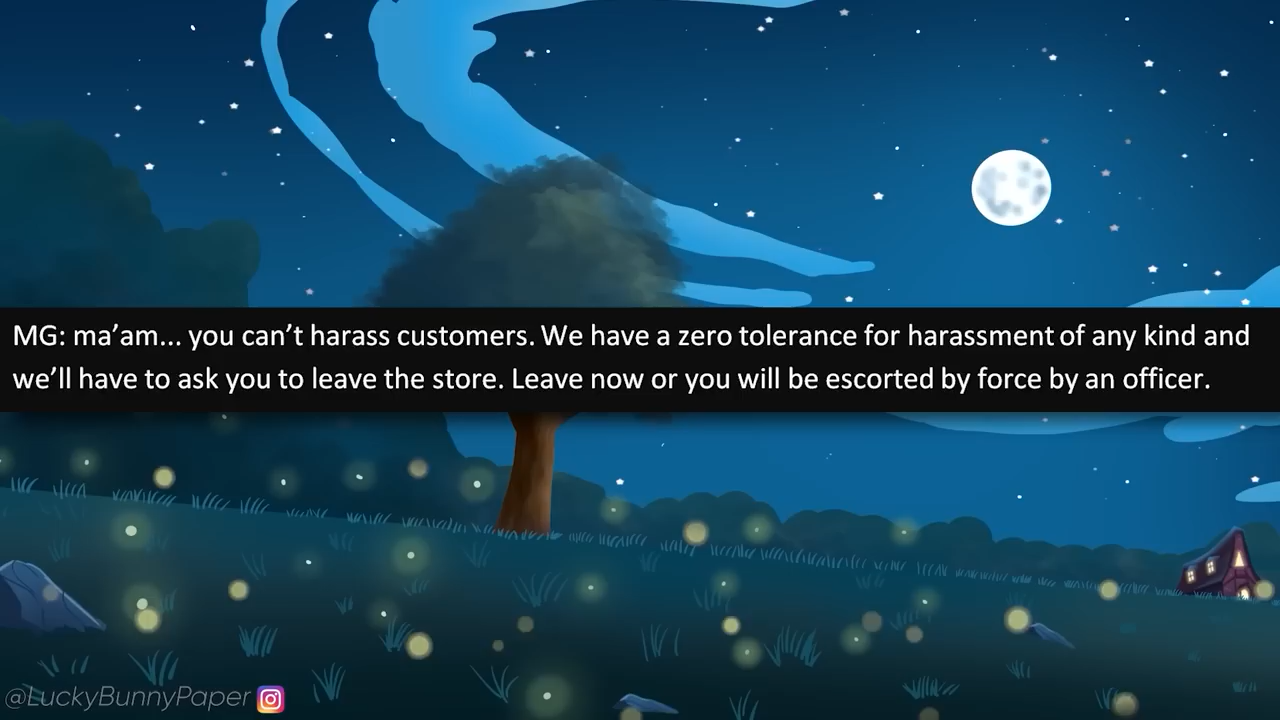 MG: ma’am... you can’t harass customers. We have a zero tolerance for harassment of any kind and
we’ll have to ask you to leave the store. Leave now or you will be escorted by force by an officer.
@LuckyBunnyPaper